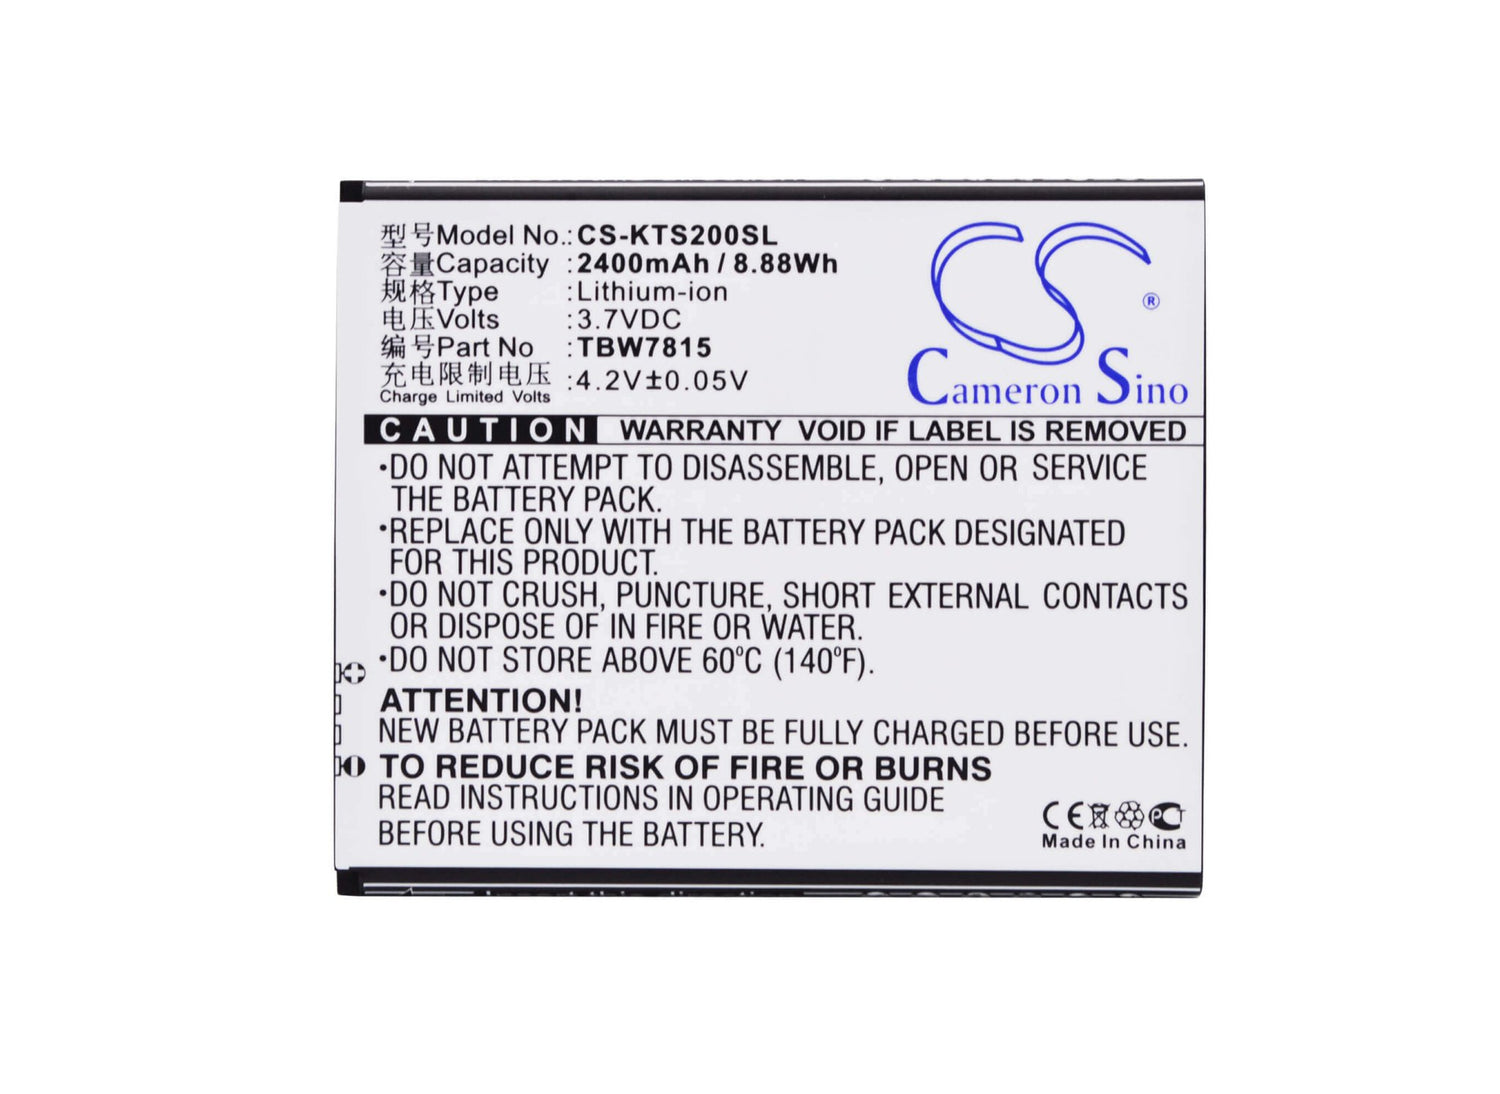 型号Model No.: CS-KTS200SL
容量Capacity : 2400mAh / 8.88Wh
规格Type : Lithium-ion
电压Volts : 3.7VDC
编号Part No : TBW7815
充电限制电压 : 4.2V±0.05V
Charge Limited Volts
CS ®
Cameron Sino
CAUTION WARRANTY VOID IF LABEL IS REMOVED
•DO NOT ATTEMPT TO DISASSEMBLE, OPEN OR SERVICE
THE BATTERY PACK.
•REPLACE ONLY WITH THE BATTERY PACK DESIGNATED
FOR THIS PRODUCT.
•DO NOT CRUSH, PUNCTURE, SHORT EXTERNAL CONTACTS
OR DISPOSE OF IN FIRE OR WATER.
•DO NOT STORE ABOVE 60°C (140°F).
ATTENTION!
NEW BATTERY PACK MUST BE FULLY CHARGED BEFORE USE.
TO REDUCE RISK OF FIRE OR BURNS
READ INSTRUCTIONS IN OPERATING GUIDE
BEFORE USING THE BATTERY.
CE PCT
Made In China
Insert this direction